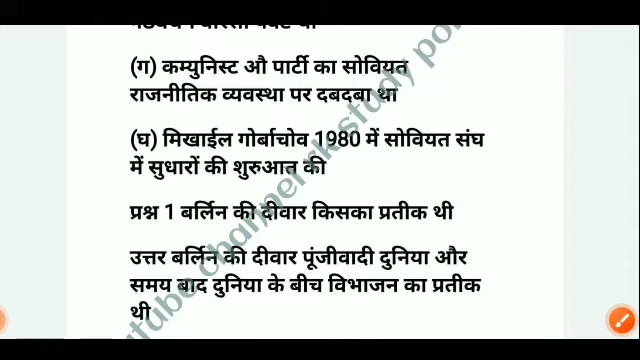 (ग) कम्युनिस्ट औ पार्टी का सोवियत
राजनीतिक व्यवस्था पर दबदबा था
(घ) मिखाईल गोर्बाचोव 1980 में सोवियत संघ
में सुधारों की शुरुआत की
प्रश्न 1 बर्लिन की दीवार किसका प्रतीक थी
उत्तर बर्लिन की दीवार पूंजीवादी दुनिया और
समय बाद दुनिया के बीच विभाजन का प्रतीक
थी